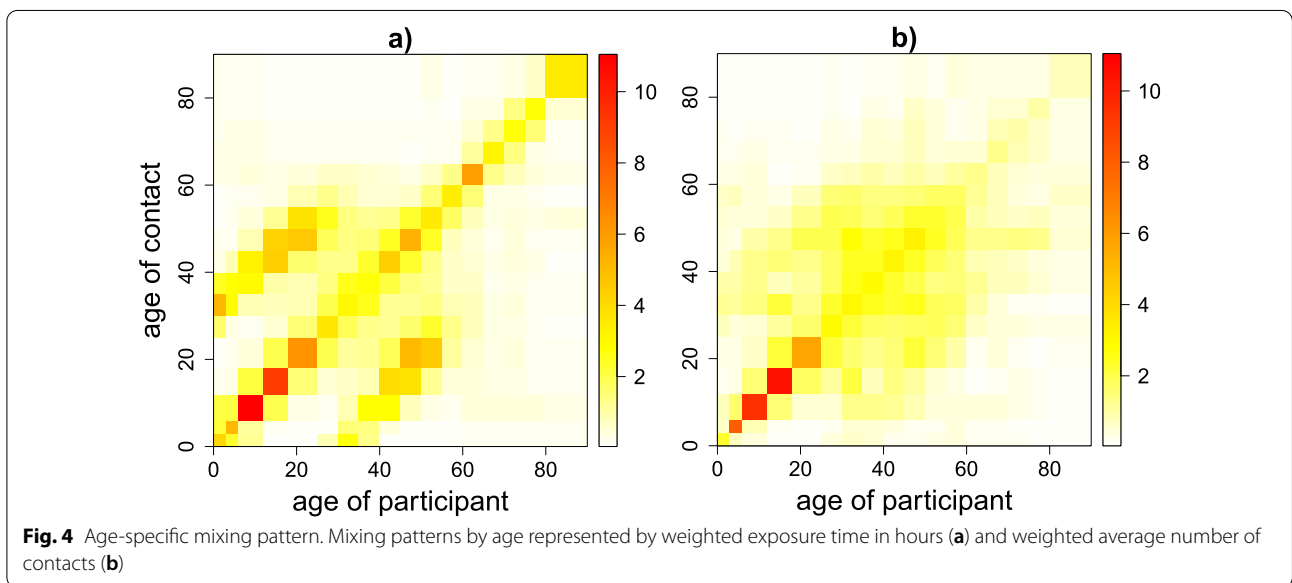 a)
b)
80
60
40
20
0
age of contact
0 20 40 60 80
age of participant
10
8
6
4
2
80
60
40
20
0
0 20 40 60 80
age of participant
10
8
6
4
2
Fig. 4 Age-specific mixing pattern. Mixing patterns by age represented by weighted exposure time in hours (a) and weighted average number of
contacts (b)